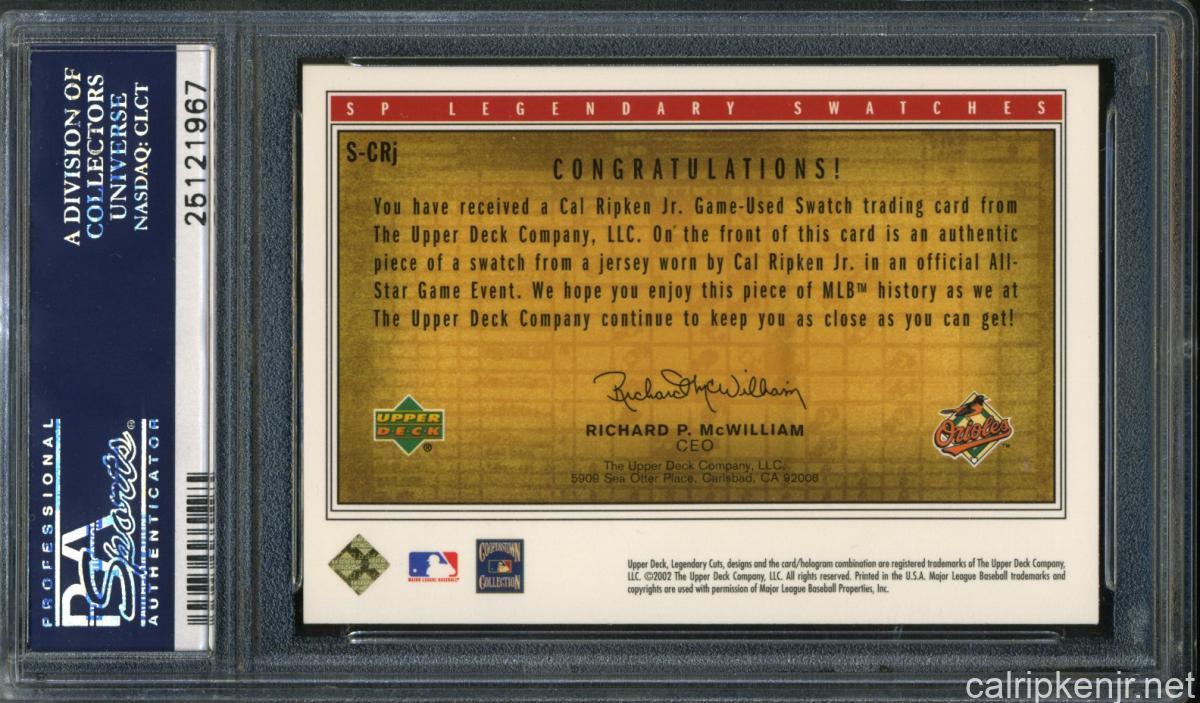 A DIVISION OF
COLLECTORS
UNIVERSE
NASDAQ: CLCT
25121967
PROFESSIONAL
PSA
Sports
AUTHENTICATOR
SP LEGENDARY SWATCHES
S-CRj
CONGRATULATIONS!
You have received a Cal Ripken Jr. Game-Used Swatch trading card from
The Upper Deck Company, LLC. On the front of this card is an authentic
piece of a swatch from a jersey worn by Cal Ripken Jr. in an official All-
Star Game Event. We hope you enjoy this piece of MLB™ history as we at
The Upper Deck Company continue to keep you as close as you can get!
Richard McWilliam
UPPER
DECK
®
RICHARD P. McWILLIAM
CEO
The Upper Deck Company, LLC.
5909 Sea Otter Place, Carlsbad, CA 92008
Orioles
™
MAJOR LEAGUE BASEBALL
COOPERSTOWN
COLLECTION
Upper Deck, Legendary Cuts, designs and the card/hologram combination are registered trademarks of The Upper Deck Company,
LLC. ©2002 The Upper Deck Company, LLC. All rights reserved. Printed in the U.S.A. Major League Baseball trademarks and
copyrights are used with permission of Major League Baseball Properties, Inc.
calripkenjr.net